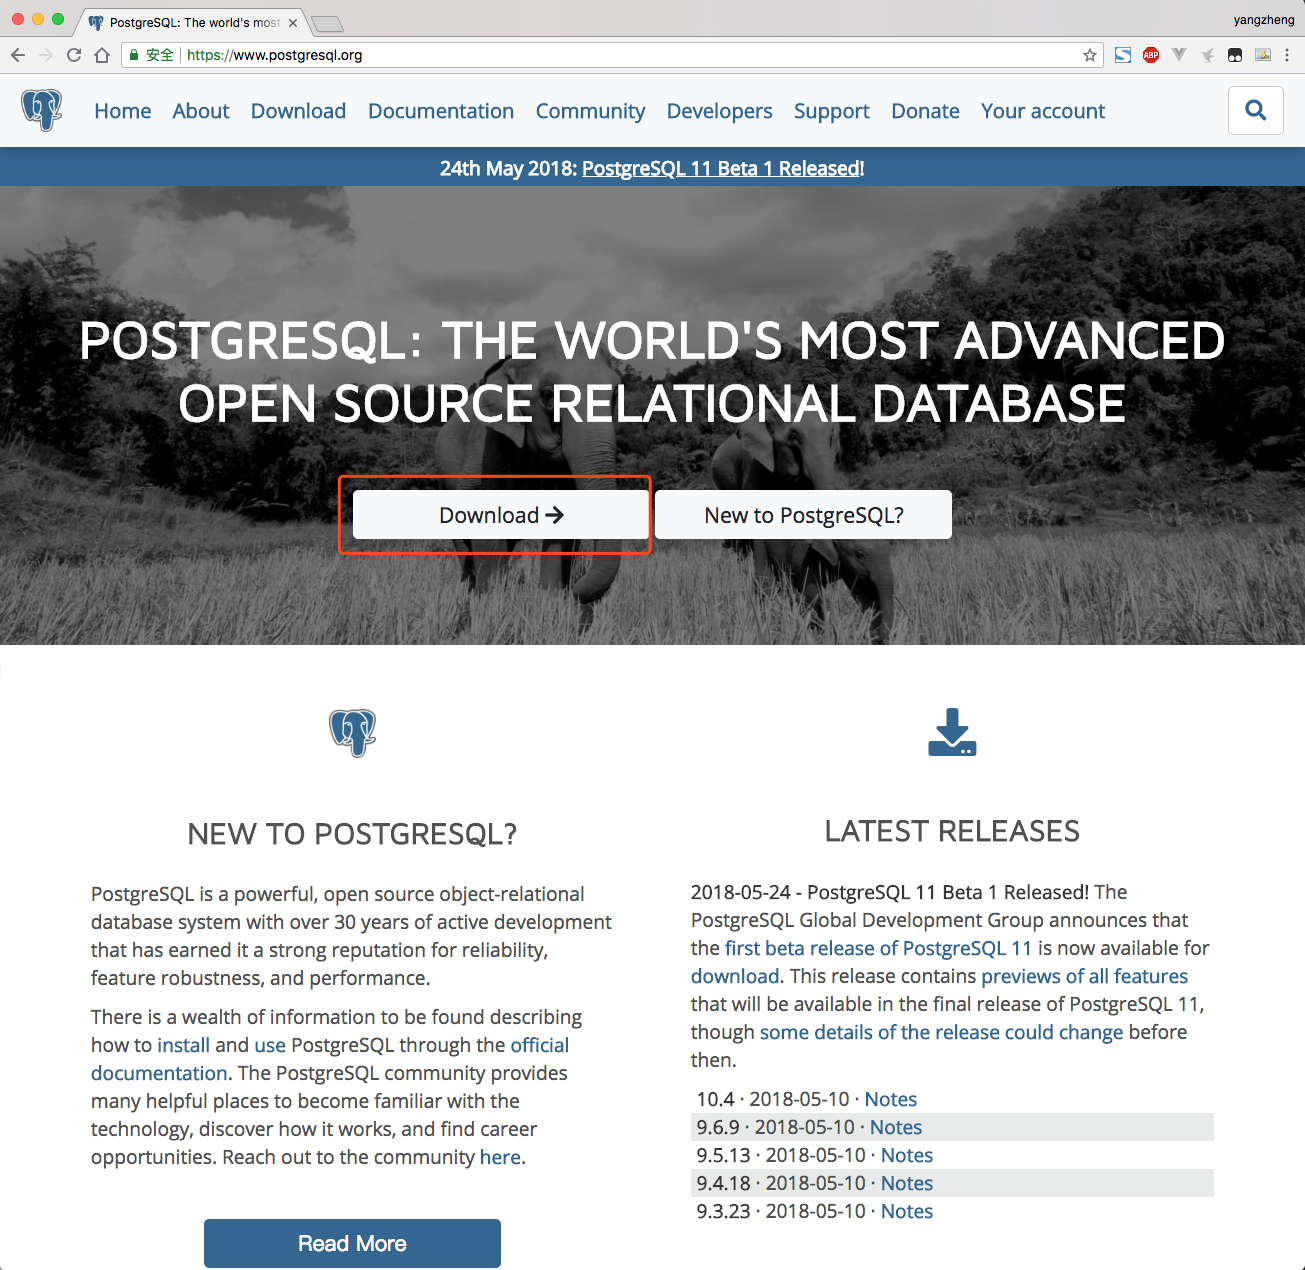 PostgreSQL: The world's most
yangzheng
安全 https://www.postgresql.org
ABP
Home About Download Documentation Community Developers Support Donate Your account
24th May 2018: PostgreSQL 11 Beta 1 Released!
POSTGRESQL: THE WORLD'S MOST ADVANCED
OPEN SOURCE RELATIONAL DATABASE
Download
New to PostgreSQL?
NEW TO POSTGRESQL?
PostgreSQL is a powerful, open source object-relational
database system with over 30 years of active development
that has earned it a strong reputation for reliability,
feature robustness, and performance.
There is a wealth of information to be found describing
how to install and use PostgreSQL through the official
documentation. The PostgreSQL community provides
many helpful places to become familiar with the
technology, discover how it works, and find career
opportunities. Reach out to the community here.
Read More
LATEST RELEASES
2018-05-24 - PostgreSQL 11 Beta 1 Released! The
PostgreSQL Global Development Group announces that
the first beta release of PostgreSQL 11 is now available for
download. This release contains previews of all features
that will be available in the final release of PostgreSQL 11,
though some details of the release could change before
then.
10.4 · 2018-05-10 · Notes
9.6.9 · 2018-05-10 · Notes
9.5.13 · 2018-05-10 · Notes
9.4.18 · 2018-05-10 · Notes
9.3.23 · 2018-05-10 · Notes